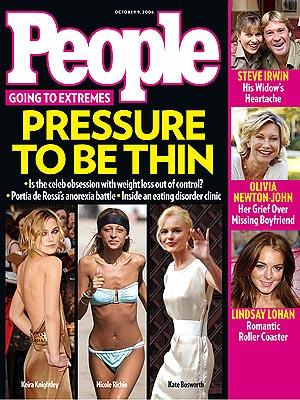 OCTOBER 9, 2006
People
GOING TO EXTREMES
PRESSURE
TO BE THIN
• Is the celeb obsession with weight loss out of control?
• Portia de Rossi's anorexia battle • Inside an eating disorder clinic
Keira Knightley
Nicole Richie
Kate Bosworth
STEVE IRWIN
His Widow's
Heartache
OLIVIA
NEWTON-JOHN
Her Grief Over
Missing Boyfriend
LINDSAY LOHAN
Romantic
Roller Coaster